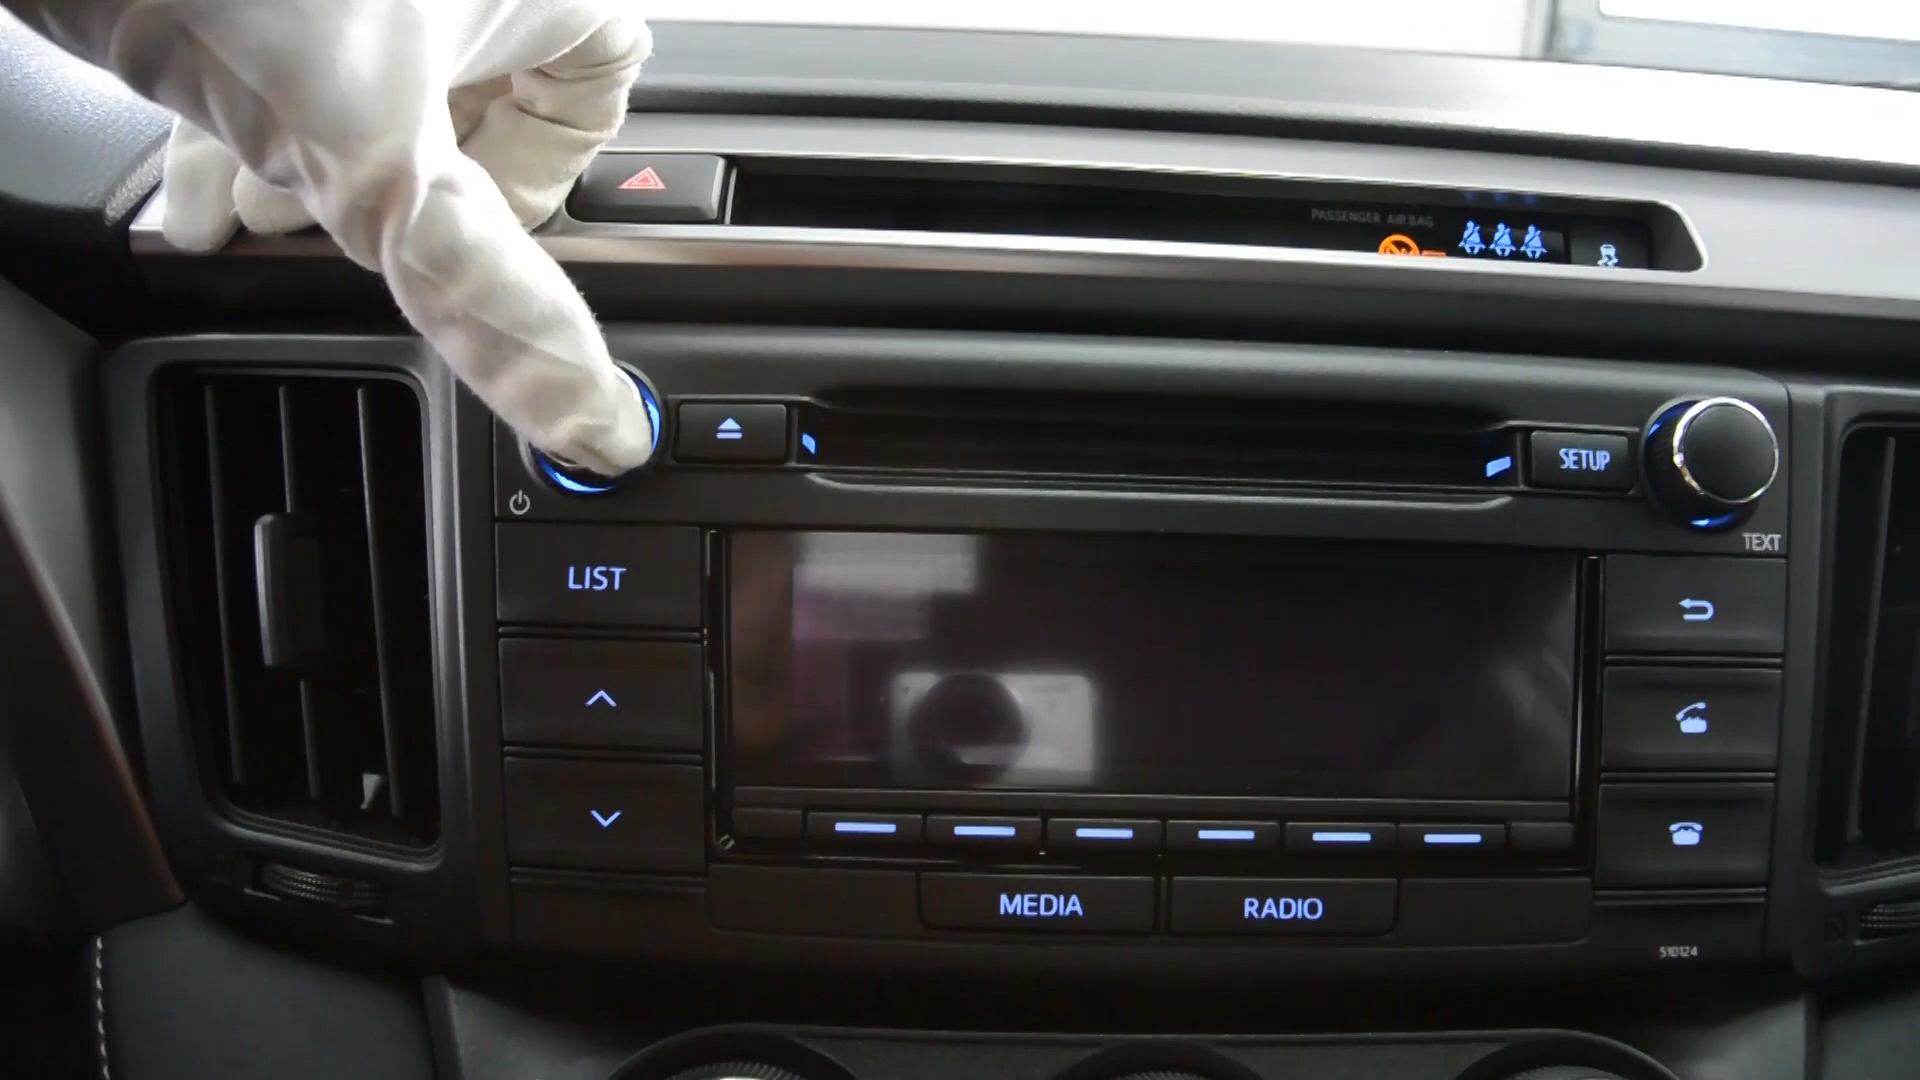 PASSENGER AIR BAG
SETUP
TEXT
LIST
MEDIA
RADIO
510124